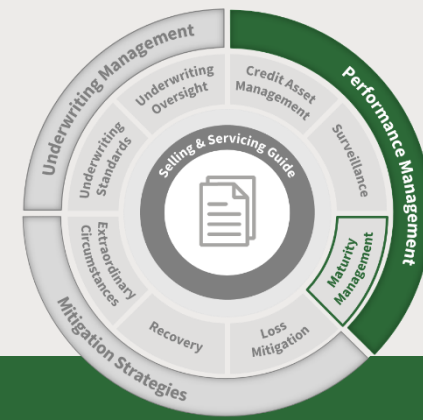 Underwriting Management
Performance Management
Mitigation Strategies
Underwriting
Oversight
Credit Asset
Management
Surveillance
Maturity
Management
Loss
Mitigation
Recovery
Extraordinary
Circumstances
Underwriting
Standards
Selling & Servicing Guide